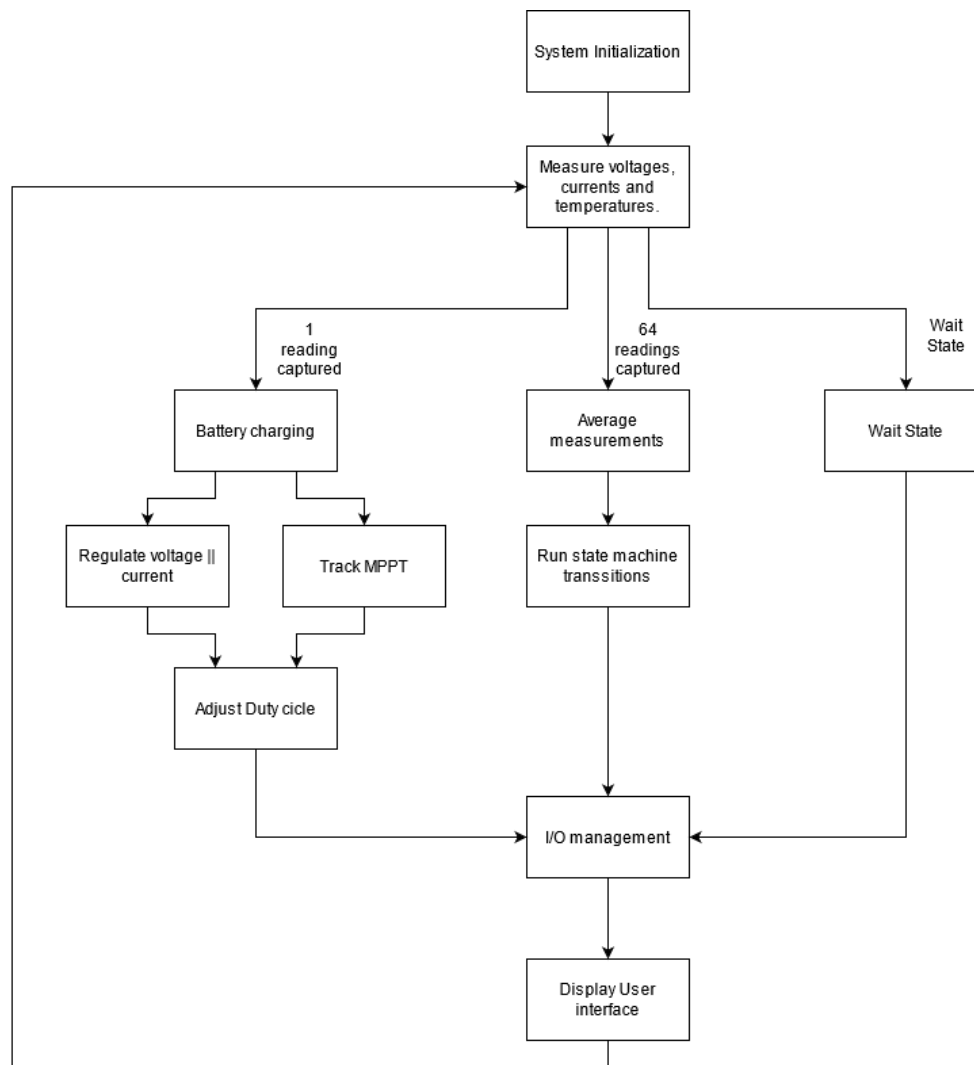 System Initialization
Measure voltages,
currents and
temperatures.
1
reading
captured
64
readings
captured
Wait
State
Battery charging
Average
measurements
Wait State
Regulate voltage ||
current
Track MPPT
Run state machine
transsitions
Adjust Duty cicle
I/O management
Display User
interface